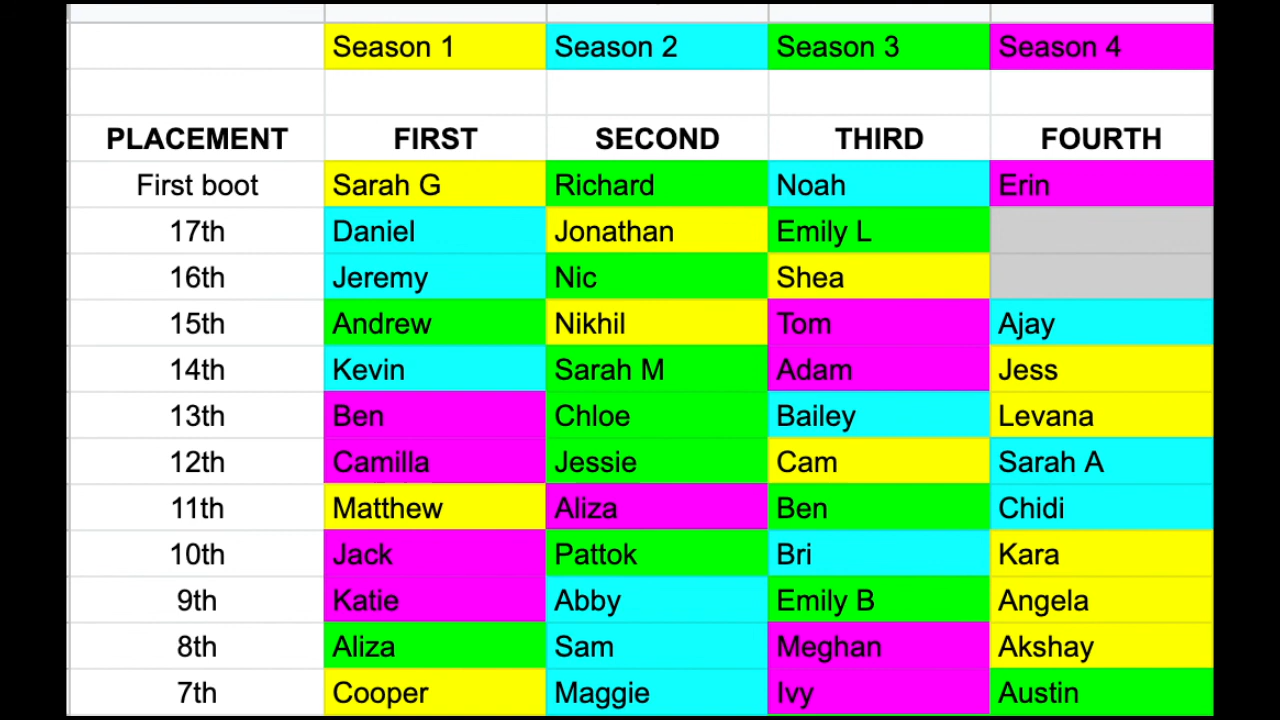 Season 1 Season 2 Season 3 Season 4
PLACEMENT FIRST SECOND THIRD FOURTH
First boot Sarah G Richard Noah Erin
17th Daniel Jonathan Emily L
16th Jeremy Nic Shea
15th Andrew Nikhil Tom Ajay
14th Kevin Sarah M Adam Jess
13th Ben Chloe Bailey Levana
12th Camilla Jessie Cam Sarah A
11th Matthew Aliza Ben Chidi
10th Jack Pattok Bri Kara
9th Katie Abby Emily B Angela
8th Aliza Sam Meghan Akshay
7th Cooper Maggie Ivy Austin